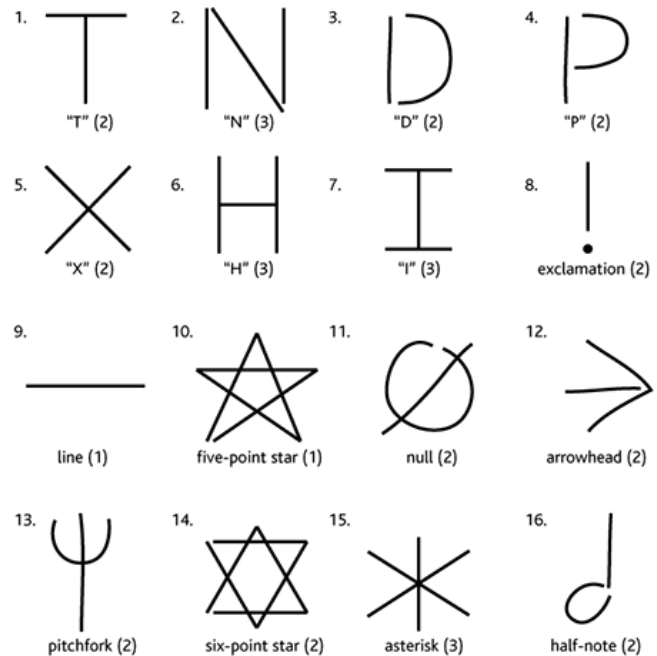 1. 2. 3. 4.
"T" (2) "N" (3) "D" (2) "P" (2)
5. 6. 7. 8.
"X" (2) "H" (3) "I" (3) exclamation (2)
9. 10. 11. 12.
line (1) five-point star (1) null (2) arrowhead (2)
13. 14. 15. 16.
pitchfork (2) six-point star (2) asterisk (3) half-note (2)